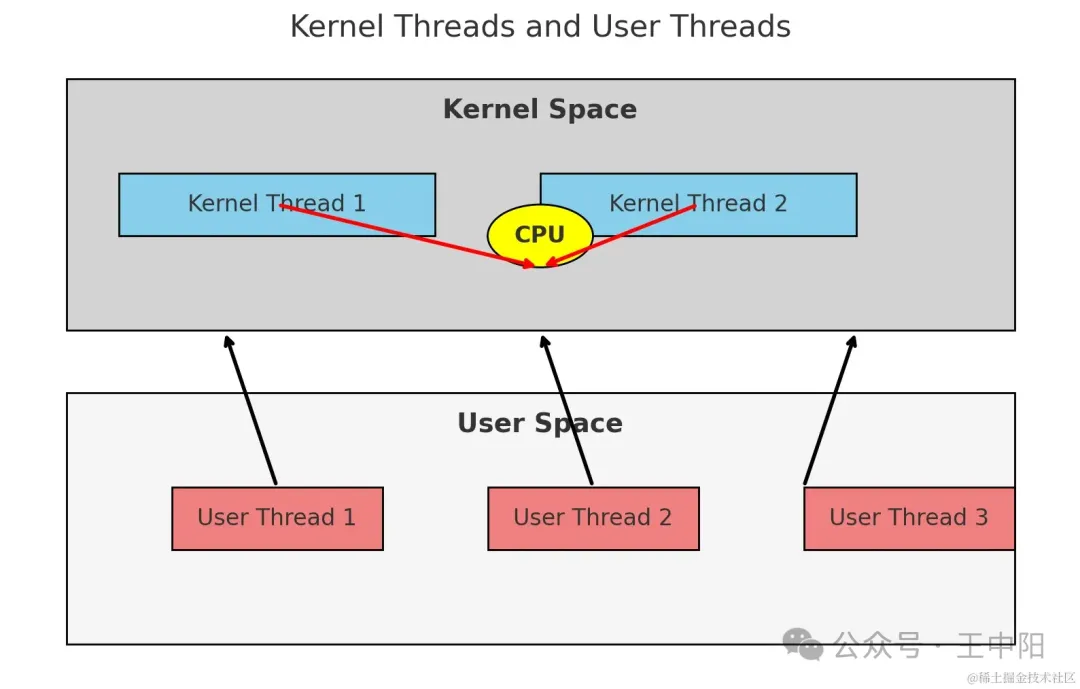 Kernel Threads and User Threads
Kernel Space
Kernel Thread 1
Kernel Thread 2
CPU
User Space
User Thread 1
User Thread 2
User Thread 3
公众号 · 王中阳
@稀土掘金技术社区